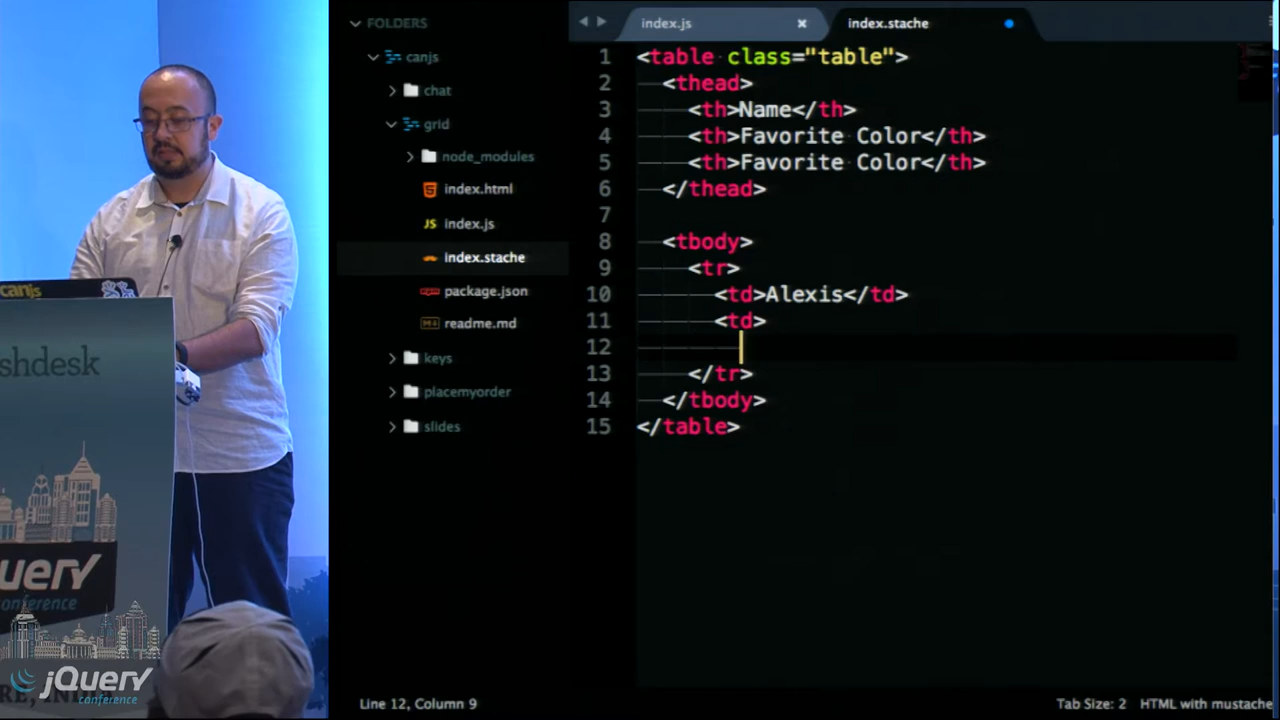 FOLDERS
canjs
chat
grid
node_modules
index.html
JS index.js
index.stache
package.json
readme.md
keys
placemyorder
slides
index.js
index.stache
1 <table class="table">
2 <thead>
3 <th>Name</th>
4 <th>Favorite Color</th>
5 <th>Favorite Color</th>
6 </thead>
7
8 <tbody>
9 <tr>
10 <td>Alexis</td>
11 <td>
12
13 </tr>
14 </tbody>
15 </table>
Line 12, Column 9
Tab Size: 2
HTML with mustache
canjs
shdesk
uery
conference
jQuery
conference